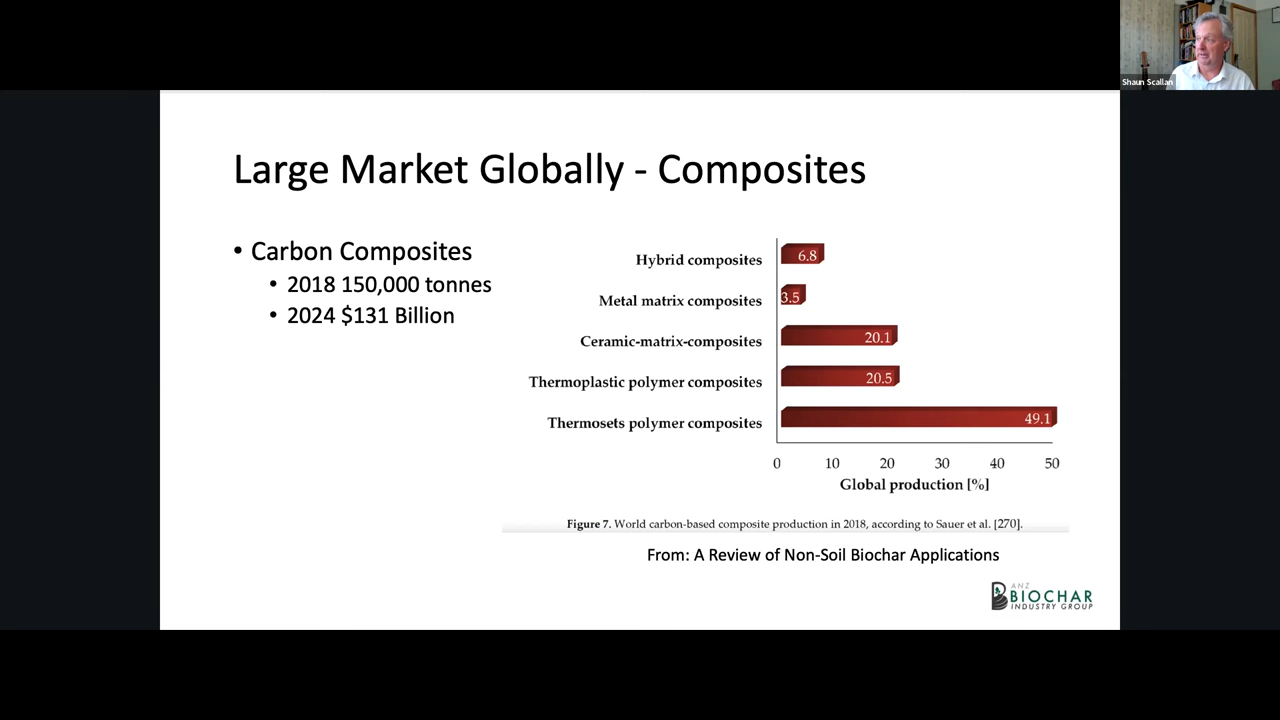 Shaun Scallan
Large Market Globally - Composites
• Carbon Composites
• 2018 150,000 tonnes
• 2024 $131 Billion
Hybrid composites
6.8
Metal matrix composites
3.5
Ceramic-matrix-composites
20.1
Thermoplastic polymer composites
20.5
Thermosets polymer composites
49.1
0 10 20 30 40 50
Global production [%]
Figure 7. World carbon-based composite production in 2018, according to Sauer et al. [270].
From: A Review of Non-Soil Biochar Applications
ANZ
BIOCHAR
INDUSTRY GROUP